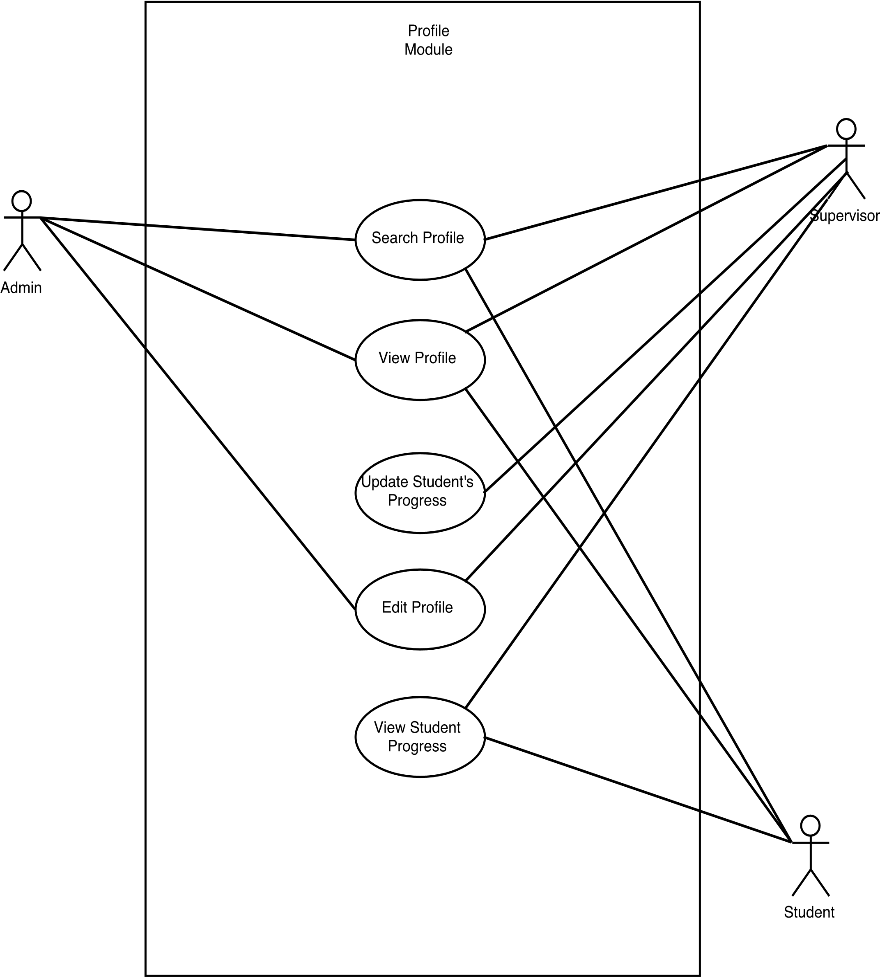 Profile
Module
Supervisor
Admin
Search Profile
View Profile
Update Student's
Progress
Edit Profile
View Student
Progress
Student